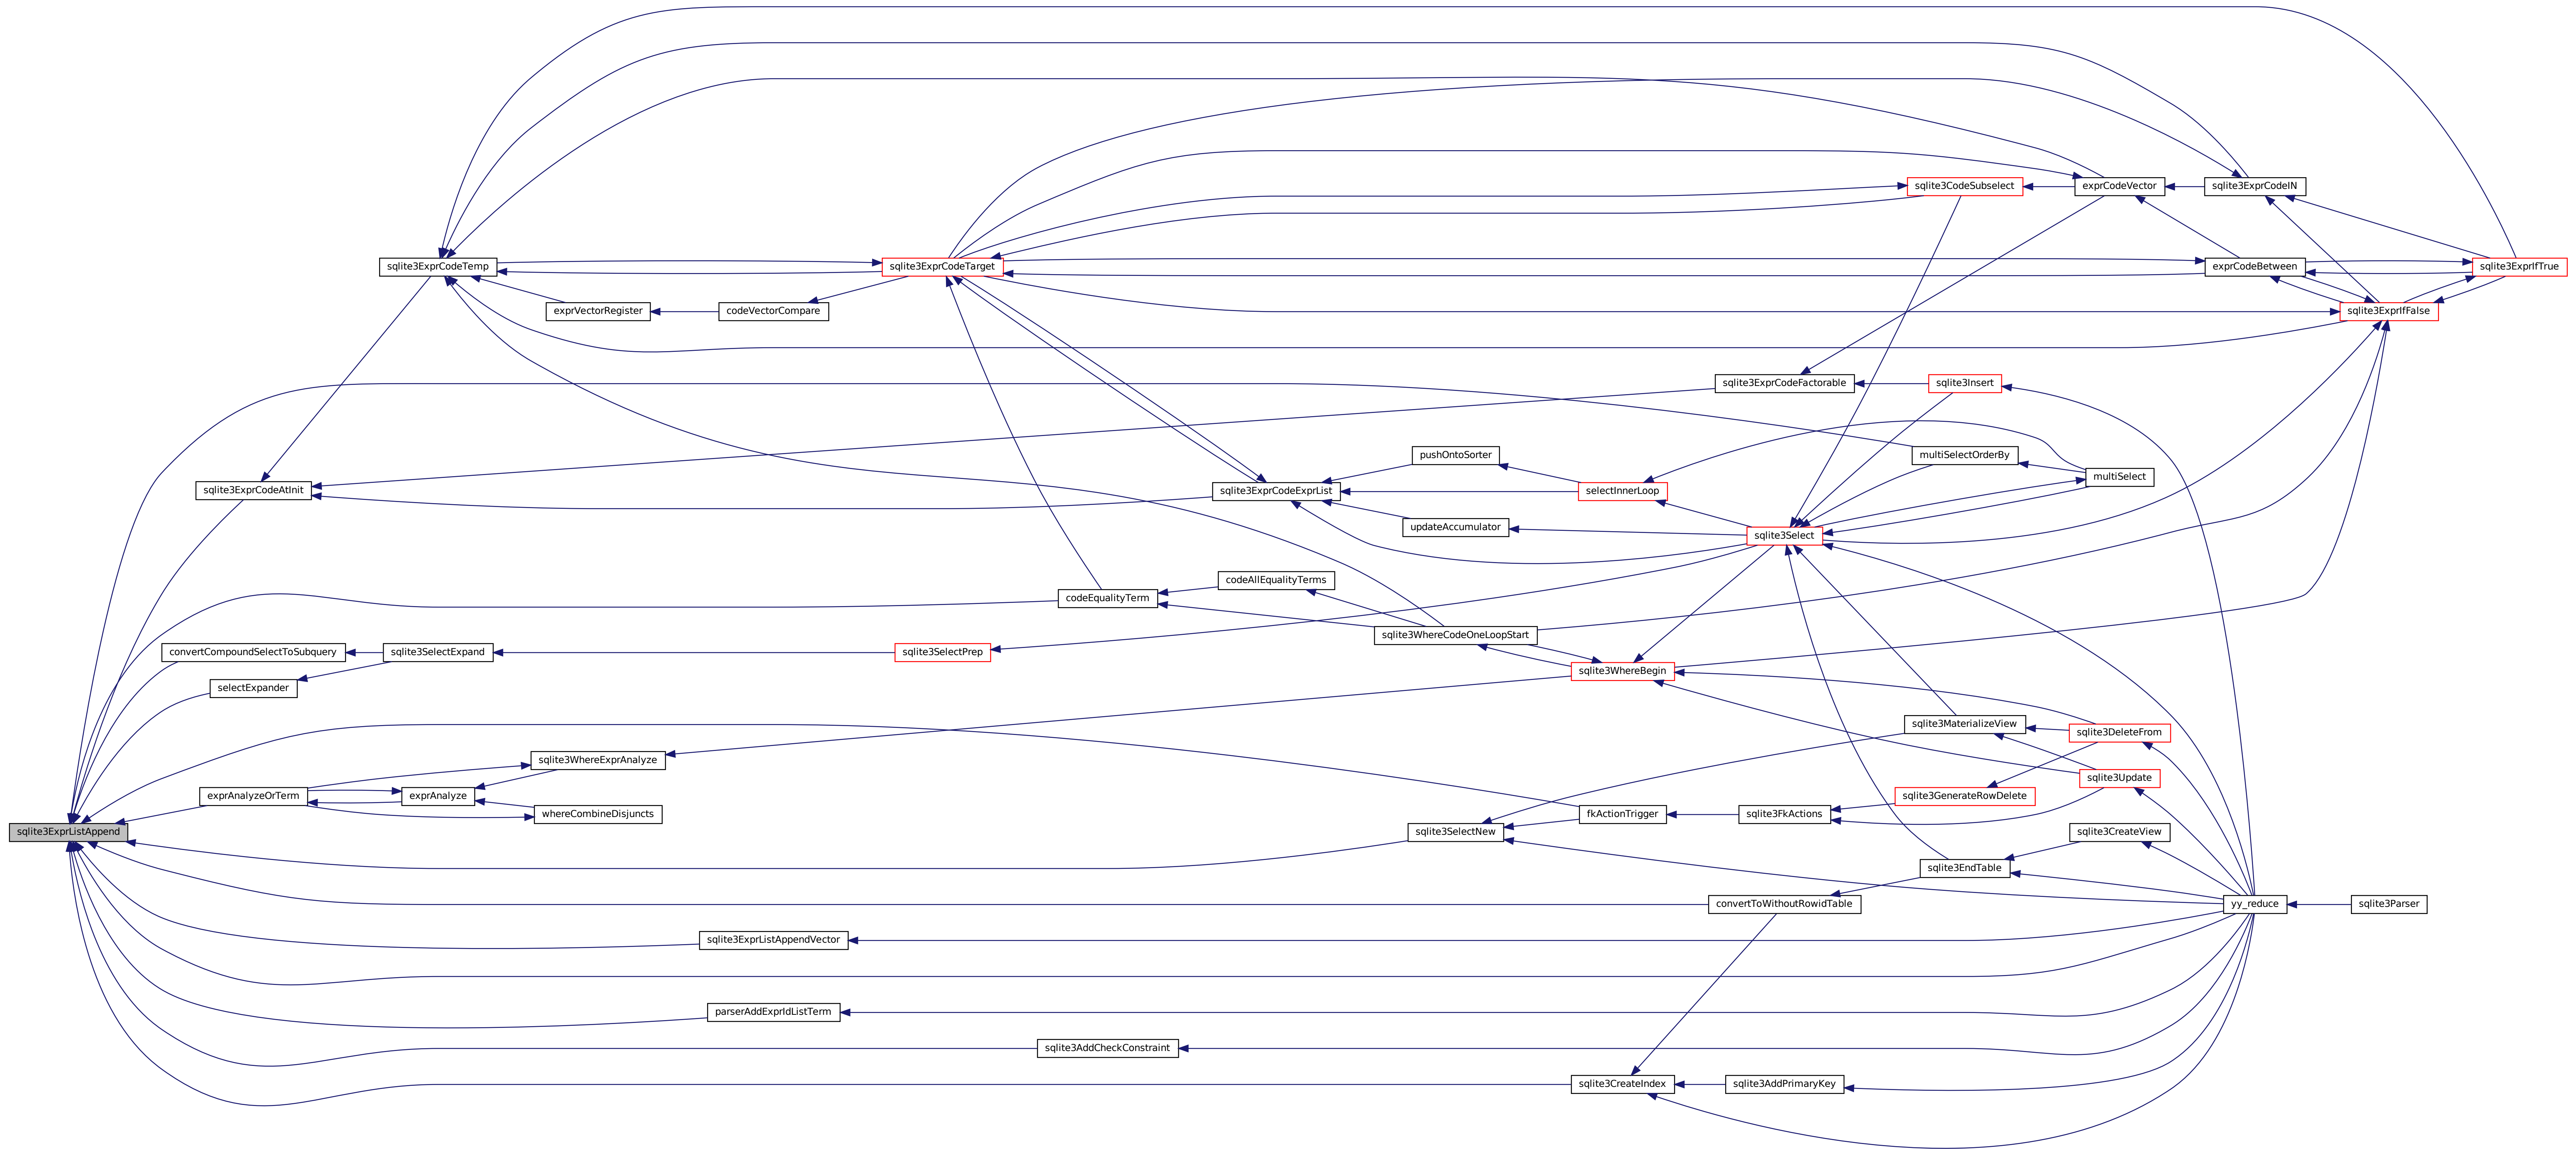 sqlite3CodeSubselect
exprCodeVector
sqlite3ExprCodeIN
sqlite3ExprCodeTemp
sqlite3ExprCodeTarget
exprCodeBetween
sqlite3ExprIfTrue
exprVectorRegister
codeVectorCompare
sqlite3ExprIfFalse
sqlite3ExprCodeFactorable
sqlite3Insert
pushOntoSorter
multiSelectOrderBy
multiSelect
sqlite3ExprCodeAtInit
sqlite3ExprCodeExprList
selectInnerLoop
updateAccumulator
sqlite3Select
codeAllEqualityTerms
codeEqualityTerm
sqlite3WhereCodeOneLoopStart
convertCompoundSelectToSubquery
sqlite3SelectExpand
sqlite3SelectPrep
sqlite3WhereBegin
selectExpander
sqlite3MaterializeView
sqlite3DeleteFrom
sqlite3WhereExprAnalyze
sqlite3Update
exprAnalyzeOrTerm
exprAnalyze
sqlite3GenerateRowDelete
whereCombineDisjuncts
fkActionTrigger
sqlite3FkActions
sqlite3ExprListAppend
sqlite3SelectNew
sqlite3CreateView
sqlite3EndTable
convertToWithoutRowidTable
yy_reduce
sqlite3Parser
sqlite3ExprListAppendVector
parserAddExprIdListTerm
sqlite3AddCheckConstraint
sqlite3CreateIndex
sqlite3AddPrimaryKey